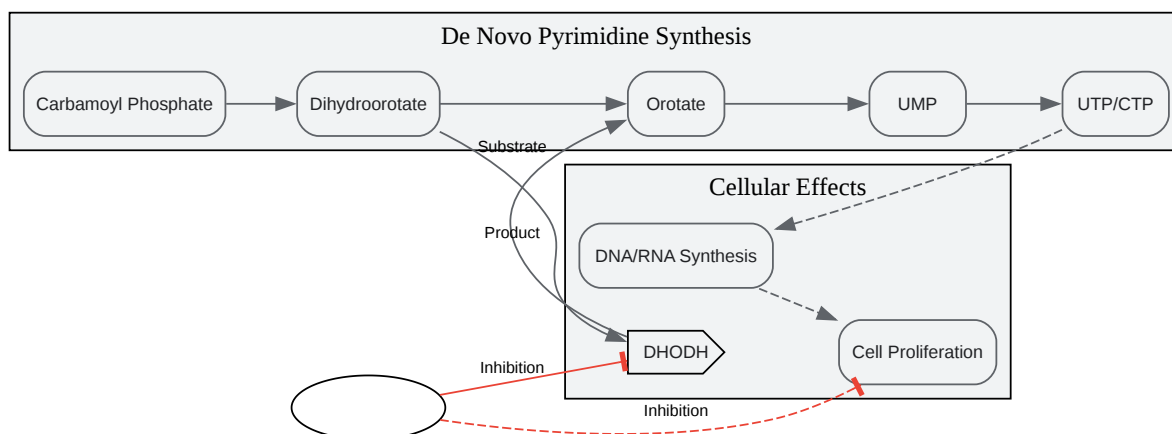 De Novo Pyrimidine Synthesis
Carbamoyl Phosphate
Dihydroorotate
Orotate
UMP
UTP/CTP
Substrate
Cellular Effects
Product
DNA/RNA Synthesis
DHODH
Cell Proliferation
Inhibition
Inhibition